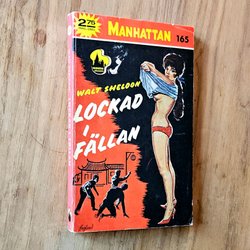 2.75
MANHATTAN 165
WALT SHELDON
LOCKAD
I
FÄLLAN